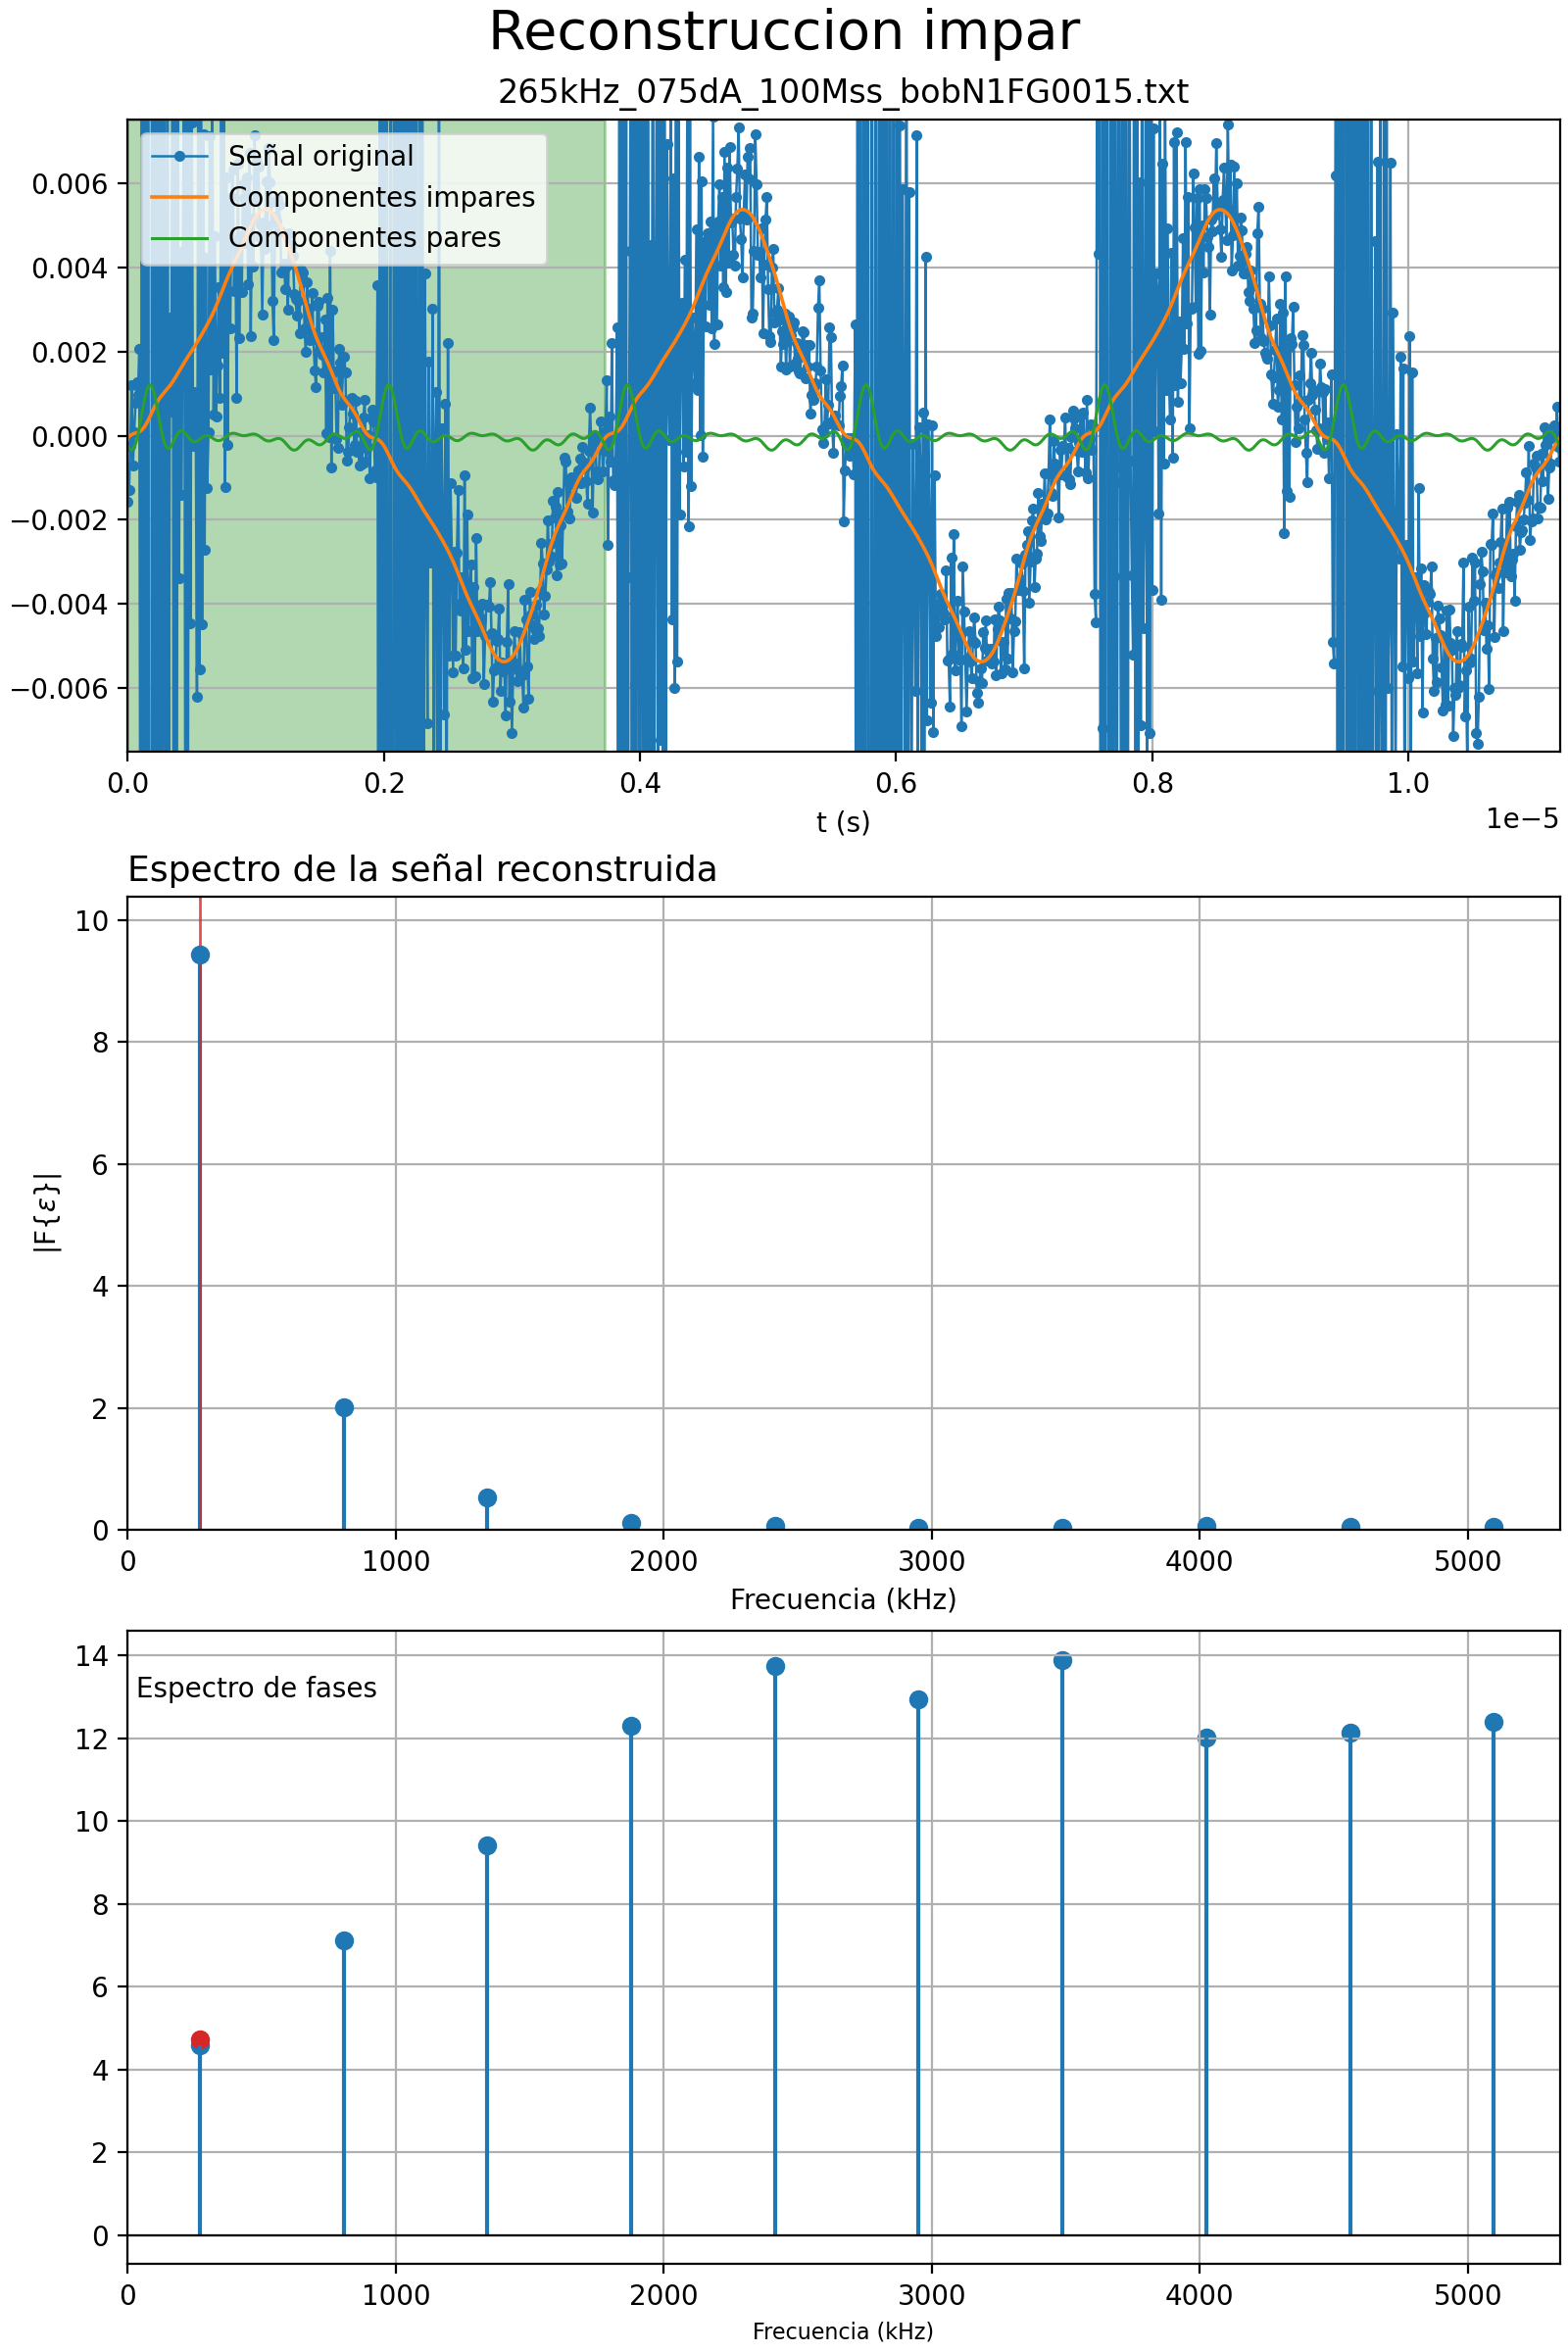 Reconstruccion impar
265kHz_075dA_100Mss_bobN1FG0015.txt
Señal original
Componentes impares
Componentes pares
0.006
0.004
0.002
0.000
−0.002
−0.004
−0.006
0.0 0.2 0.4 0.6 0.8 1.0
1e−5
t (s)
Espectro de la señal reconstruida
10
8
6
4
2
0
|F{ε}|
0 1000 2000 3000 4000 5000
Frecuencia (kHz)
14
Espectro de fases
12
10
8
6
4
2
0
0 1000 2000 3000 4000 5000
Frecuencia (kHz)